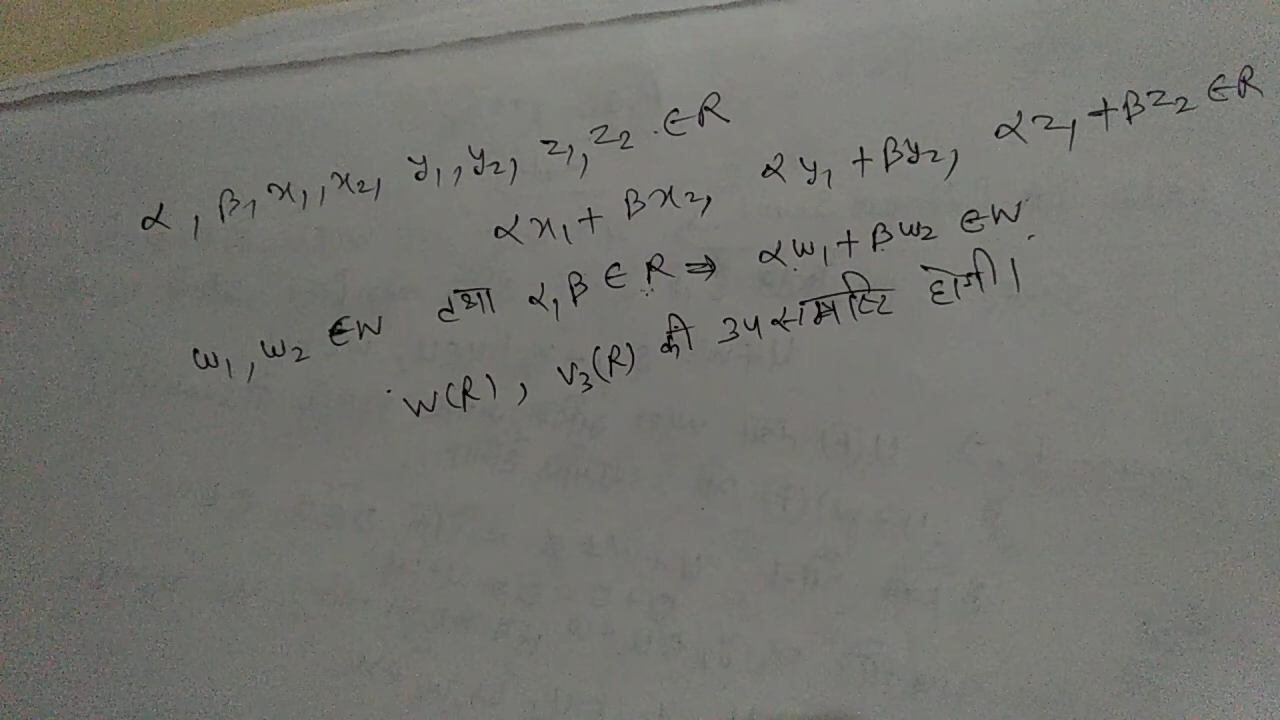 α, β, x₁, x₂, y₁, y₂, z₁, z₂ ∈R
αx₁ + βx₂, αy₁ + βy₂, αz₁ + βz₂ ∈R
w₁, w₂ ∈W तथा α, β ∈ R ⇒ αw₁ + βw₂ ∈W
W(R), V₃(R) की उपसमष्टि होगी।